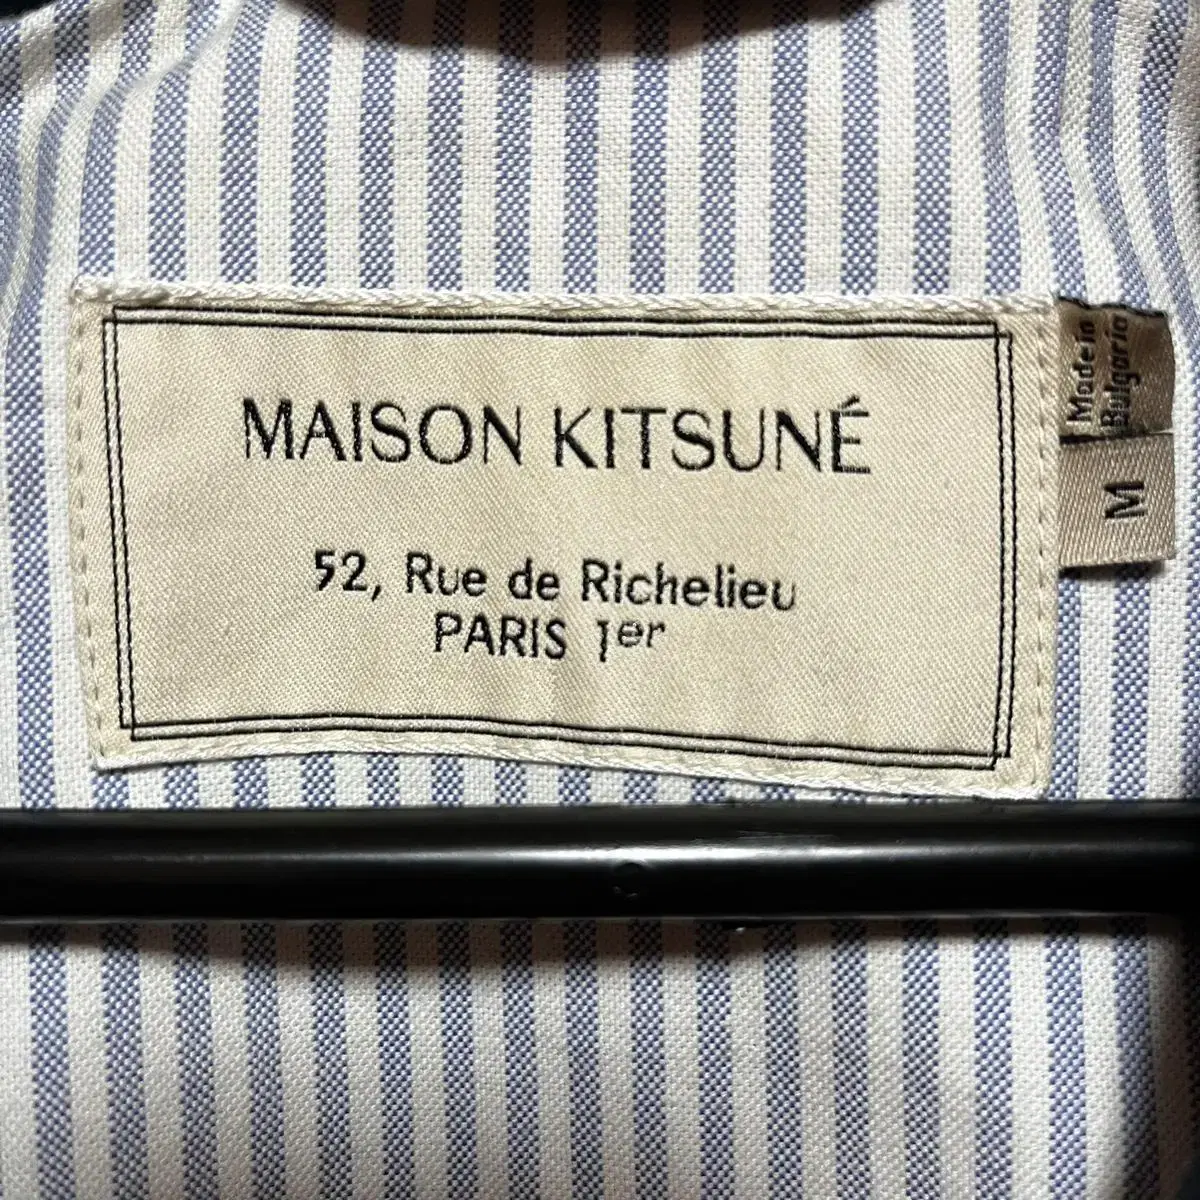 MAISON KITSUNÉ
52, Rue de Richelieu
PARIS 1er
Made in
Bulgaria
M